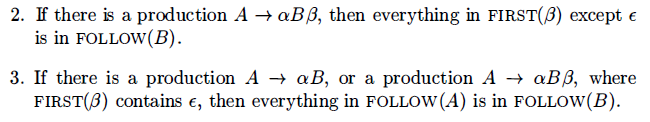 2. If there is a production A → αBβ, then everything in FIRST(β) except ϵ
is in FOLLOW(B).
3. If there is a production A → αB, or a production A → αBβ, where
FIRST(β) contains ϵ, then everything in FOLLOW(A) is in FOLLOW(B).